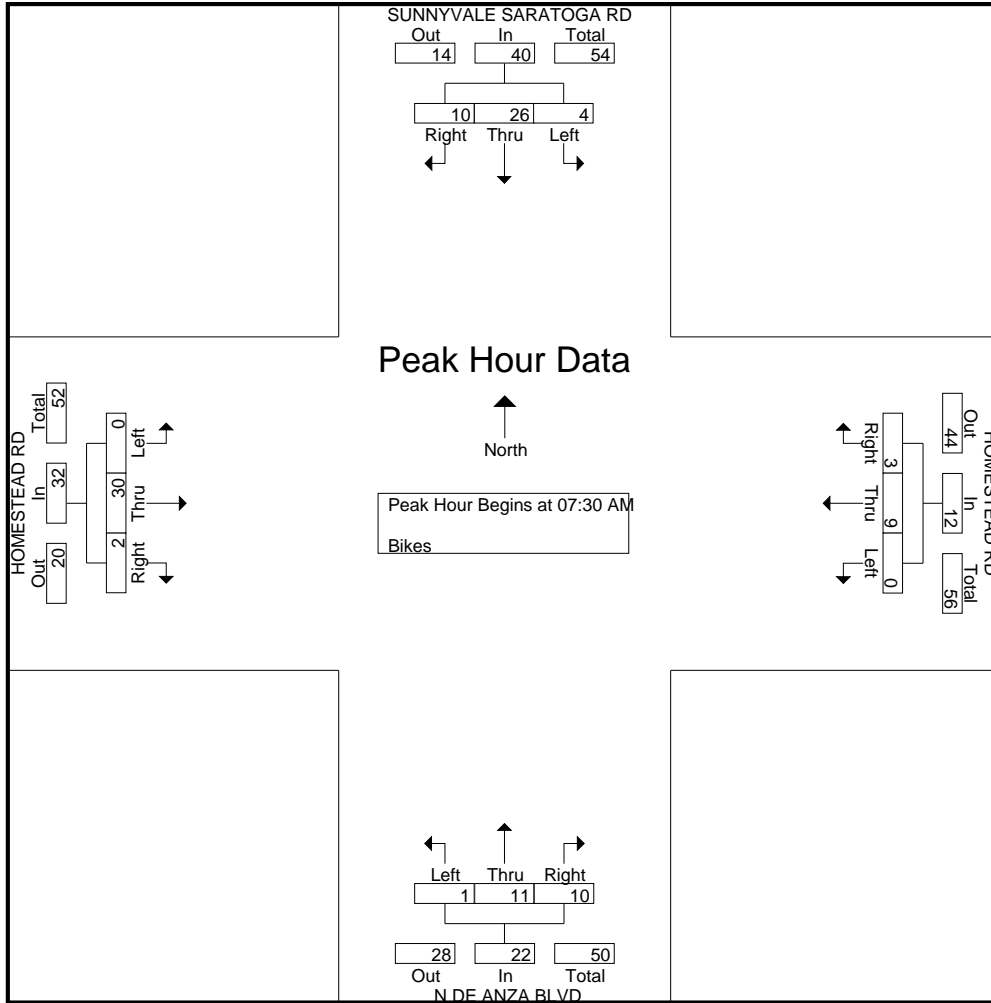 SUNNYVALE SARATOGA RD
Out In Total
14 40 54
10 26 4
Right Thru Left
Peak Hour Data
North
Peak Hour Begins at 07:30 AM
Bikes
HOMESTEAD RD
Out In Total
20 32 52
Right Thru Left
2 30 0
HOMESTEAD RD
Out In Total
44 12 56
Right Thru Left
3 9 0
Left Thru Right
1 11 10
28 22 50
Out In Total
N DE ANZA BLVD